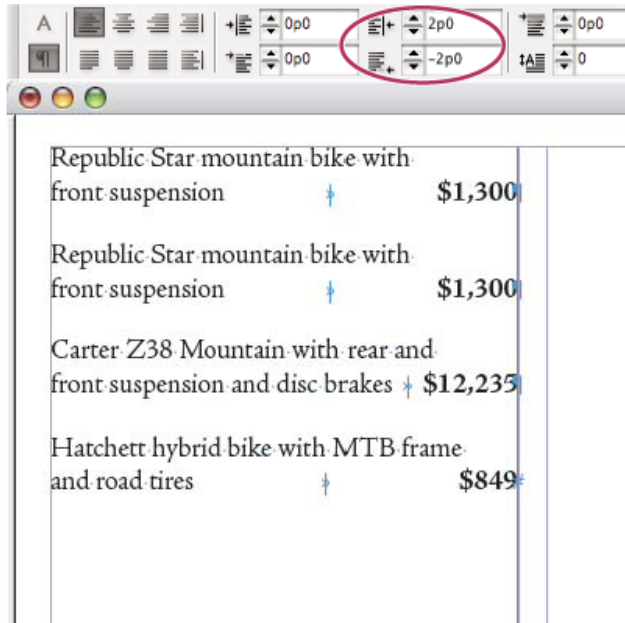 A 0p0 2p0 0p0
¶ 0p0 -2p0 0
Republic Star mountain bike with
front suspension $1,300
Republic Star mountain bike with
front suspension $1,300
Carter Z38 Mountain with rear and
front suspension and disc brakes $12,235
Hatchett hybrid bike with MTB frame
and road tires $849